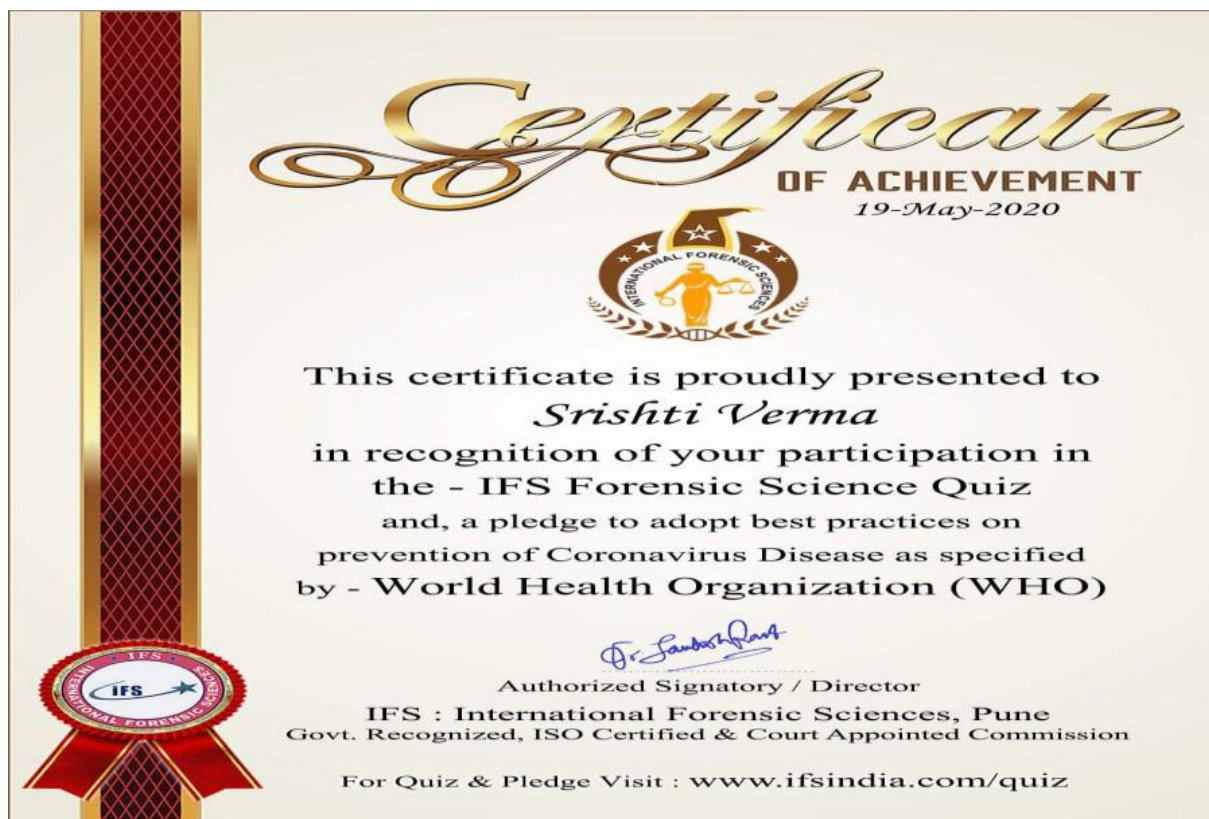 Certificate
OF ACHIEVEMENT
19-May-2020
INTERNATIONAL FORENSIC SCIENCES
This certificate is proudly presented to
Srishti Verma
in recognition of your participation in
the - IFS Forensic Science Quiz
and, a pledge to adopt best practices on
prevention of Coronavirus Disease as specified
by - World Health Organization (WHO)
Authorized Signatory / Director
IFS : International Forensic Sciences, Pune
Govt. Recognized, ISO Certified & Court Appointed Commission
For Quiz & Pledge Visit : www.ifsindia.com/quiz
IFS
INTERNATIONAL FORENSIC SCIENCES
IFS